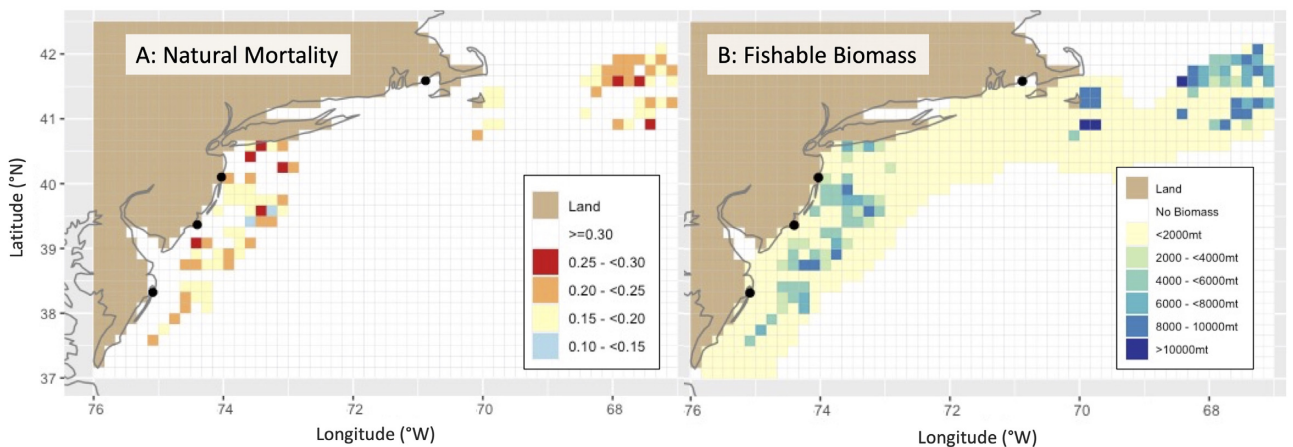 A: Natural Mortality
B: Fishable Biomass
42
41
40
39
38
37
Latitude (°N)
Land
>=0.30
0.25 - <0.30
0.20 - <0.25
0.15 - <0.20
0.10 - <0.15
Land
No Biomass
<2000mt
2000 - <4000mt
4000 - <6000mt
6000 - <8000mt
8000 - 10000mt
>10000mt
76
74
72
70
68
76
74
72
70
68
Longitude (°W)
Longitude (°W)